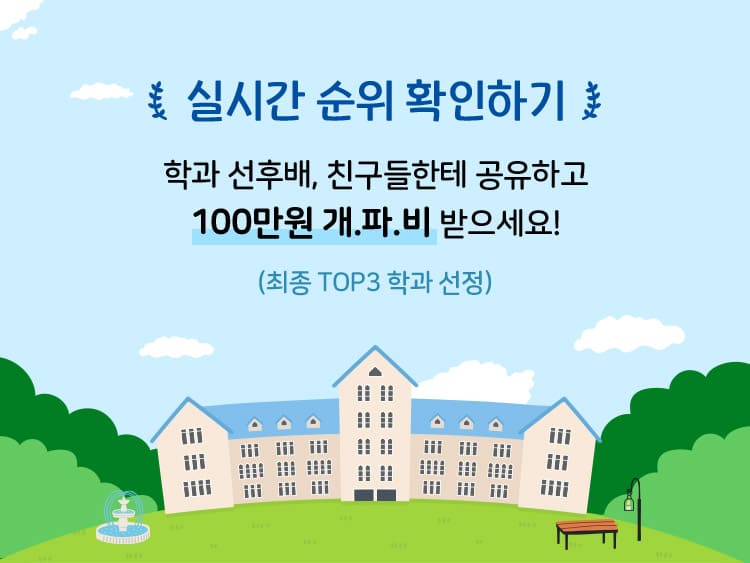 실시간 순위 확인하기
학과 선후배, 친구들한테 공유하고
100만원 개.파.비 받으세요!
(최종 TOP3 학과 선정)